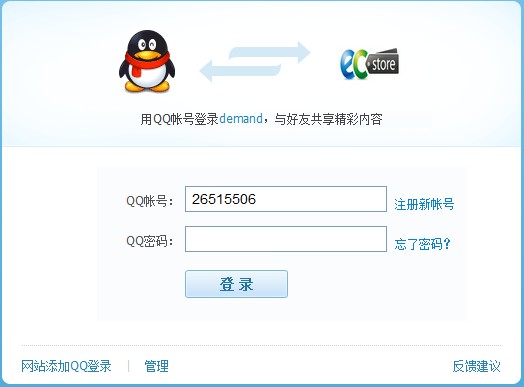 ec store
用QQ帐号登录demand，与好友共享精彩内容
QQ帐号： 26515506 注册新帐号
QQ密码： 忘了密码？
登 录
网站添加QQ登录 | 管理 反馈建议